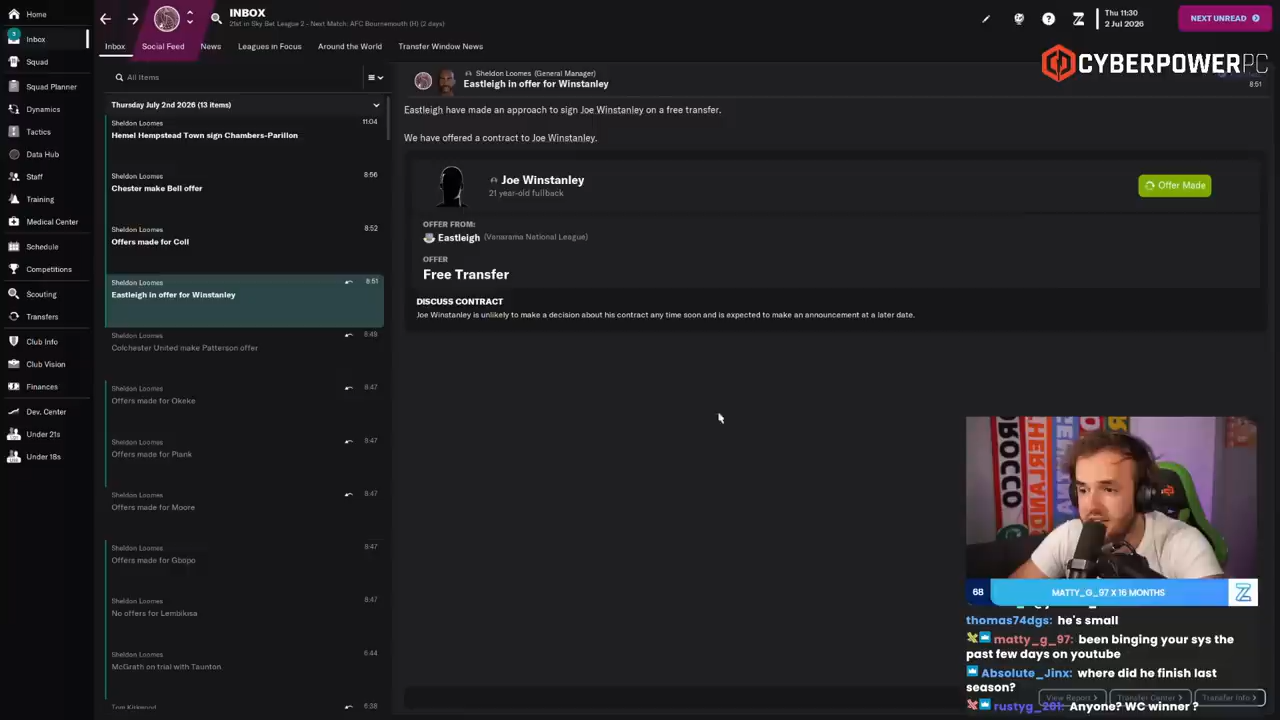 Home
Inbox
3
Squad
Squad Planner
Dynamics
Tactics
Data Hub
Staff
Training
Medical Center
Schedule
Competitions
Scouting
Transfers
Club Info
Club Vision
Finances
Dev. Center
Under 21s
Under 18s
INBOX
21st in Sky Bet League 2 - Next Match: AFC Bournemouth (H) (2 days)
Thu 11:30
2 Jul 2026
NEXT UNREAD
Inbox
Social Feed
News
Leagues in Focus
Around the World
Transfer Window News
CYBERPOWERPC
All Items
Thursday July 2nd 2026 (13 items)
Sheldon Loomes 11:04
Hemel Hempstead Town sign Chambers-Parillon
Sheldon Loomes 8:56
Chester make Bell offer
Sheldon Loomes 8:52
Offers made for Coll
Sheldon Loomes 8:51
Eastleigh in offer for Winstanley
Sheldon Loomes 8:49
Colchester United make Patterson offer
Sheldon Loomes 8:47
Offers made for Okeke
Sheldon Loomes 8:47
Offers made for Plank
Sheldon Loomes 8:47
Offers made for Moore
Sheldon Loomes 8:47
Offers made for Gbopo
Sheldon Loomes 8:47
No offers for Lembikisa
Sheldon Loomes 6:44
McGrath on trial with Taunton
Tom Kirkwood 6:38
Sheldon Loomes (General Manager)
Eastleigh in offer for Winstanley
8:51
Eastleigh have made an approach to sign Joe Winstanley on a free transfer.
We have offered a contract to Joe Winstanley.
Joe Winstanley
21 year-old fullback
Offer Made
OFFER FROM:
Eastleigh (Vanarama National League)
OFFER
Free Transfer
DISCUSS CONTRACT
Joe Winstanley is unlikely to make a decision about his contract any time soon and is expected to make an announcement at a later date.
View Report
Transfer Center
Transfer Info
68 MATTY_G_97 X 16 MONTHS
thomas74dgs: he's small
matty_g_97: been binging your sys the
past few days on youtube
Absolute_Jinx: where did he finish last
season?
rustyg_201: Anyone? WC winner ?